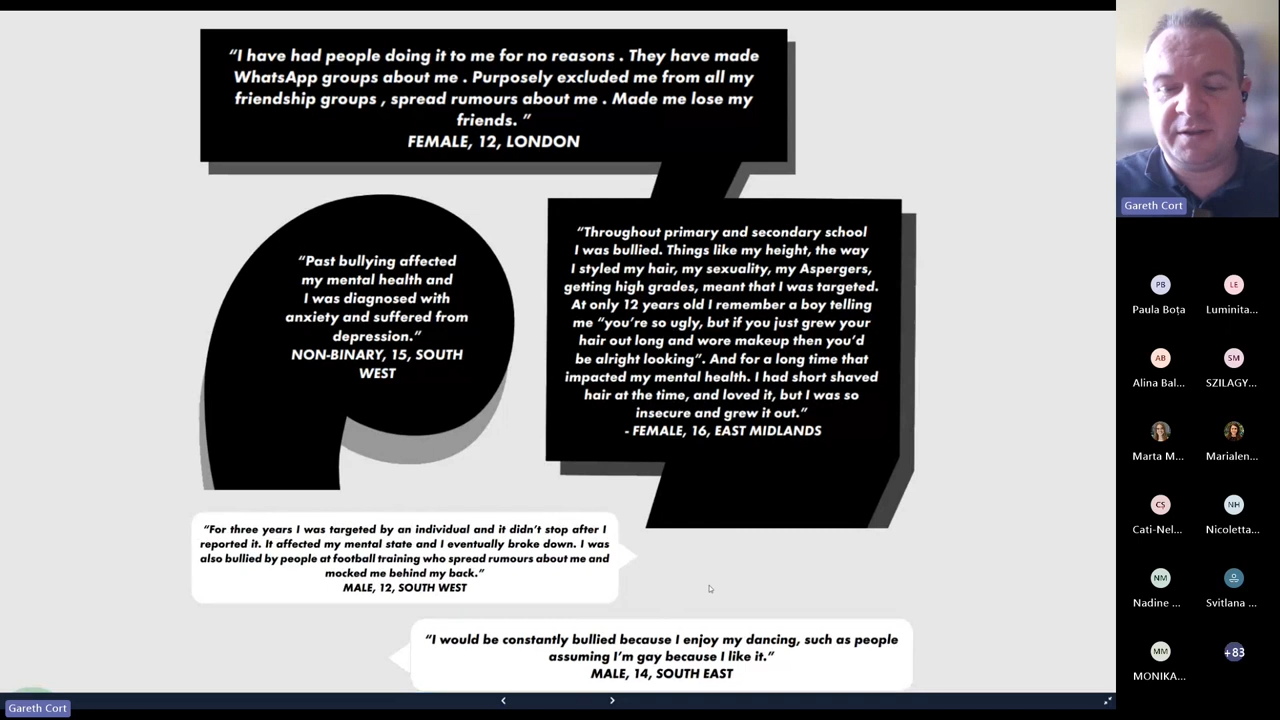 “I have had people doing it to me for no reasons . They have made
WhatsApp groups about me . Purposely excluded me from all my
friendship groups , spread rumours about me . Made me lose my
friends. ”
FEMALE, 12, LONDON
“Past bullying affected
my mental health and
I was diagnosed with
anxiety and suffered from
depression.”
NON-BINARY, 15, SOUTH
WEST
“Throughout primary and secondary school
I was bullied. Things like my height, the way
I styled my hair, my sexuality, my Aspergers,
getting high grades, meant that I was targeted.
At only 12 years old I remember a boy telling
me “you’re so ugly, but if you just grew your
hair out long and wore makeup then you’d
be alright looking”. And for a long time that
impacted my mental health. I had short shaved
hair at the time, and loved it, but I was so
insecure and grew it out.”
- FEMALE, 16, EAST MIDLANDS
“For three years I was targeted by an individual and it didn’t stop after I
reported it. It affected my mental state and I eventually broke down. I was
also bullied by people at football training who spread rumours about me and
mocked me behind my back.”
MALE, 12, SOUTH WEST
“I would be constantly bullied because I enjoy my dancing, such as people
assuming I’m gay because I like it.”
MALE, 14, SOUTH EAST
Gareth Cort
Gareth Cort
PB
LE
Paula Boța
Luminita...
AB
SM
Alina Bal...
SZILAGY...
Marta M...
Marialen...
CS
NH
Cati-Nel...
Nicoletta...
NM
Nadine ...
Svitlana ...
MM
+83
MONIKA...